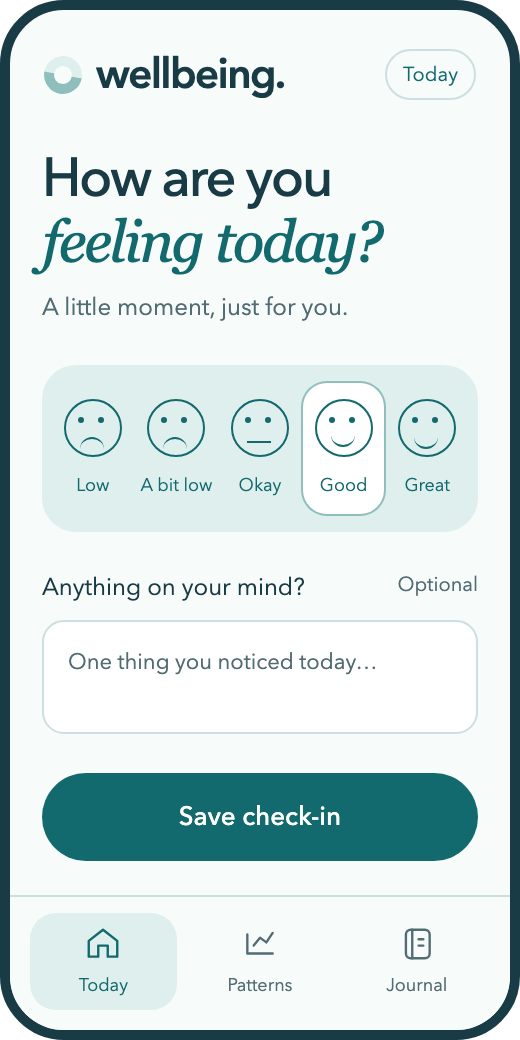 wellbeing.
Today
How are you
feeling today?
A little moment, just for you.
Low
A bit low
Okay
Good
Great
Anything on your mind?
Optional
One thing you noticed today...
Save check-in
Today
Patterns
Journal